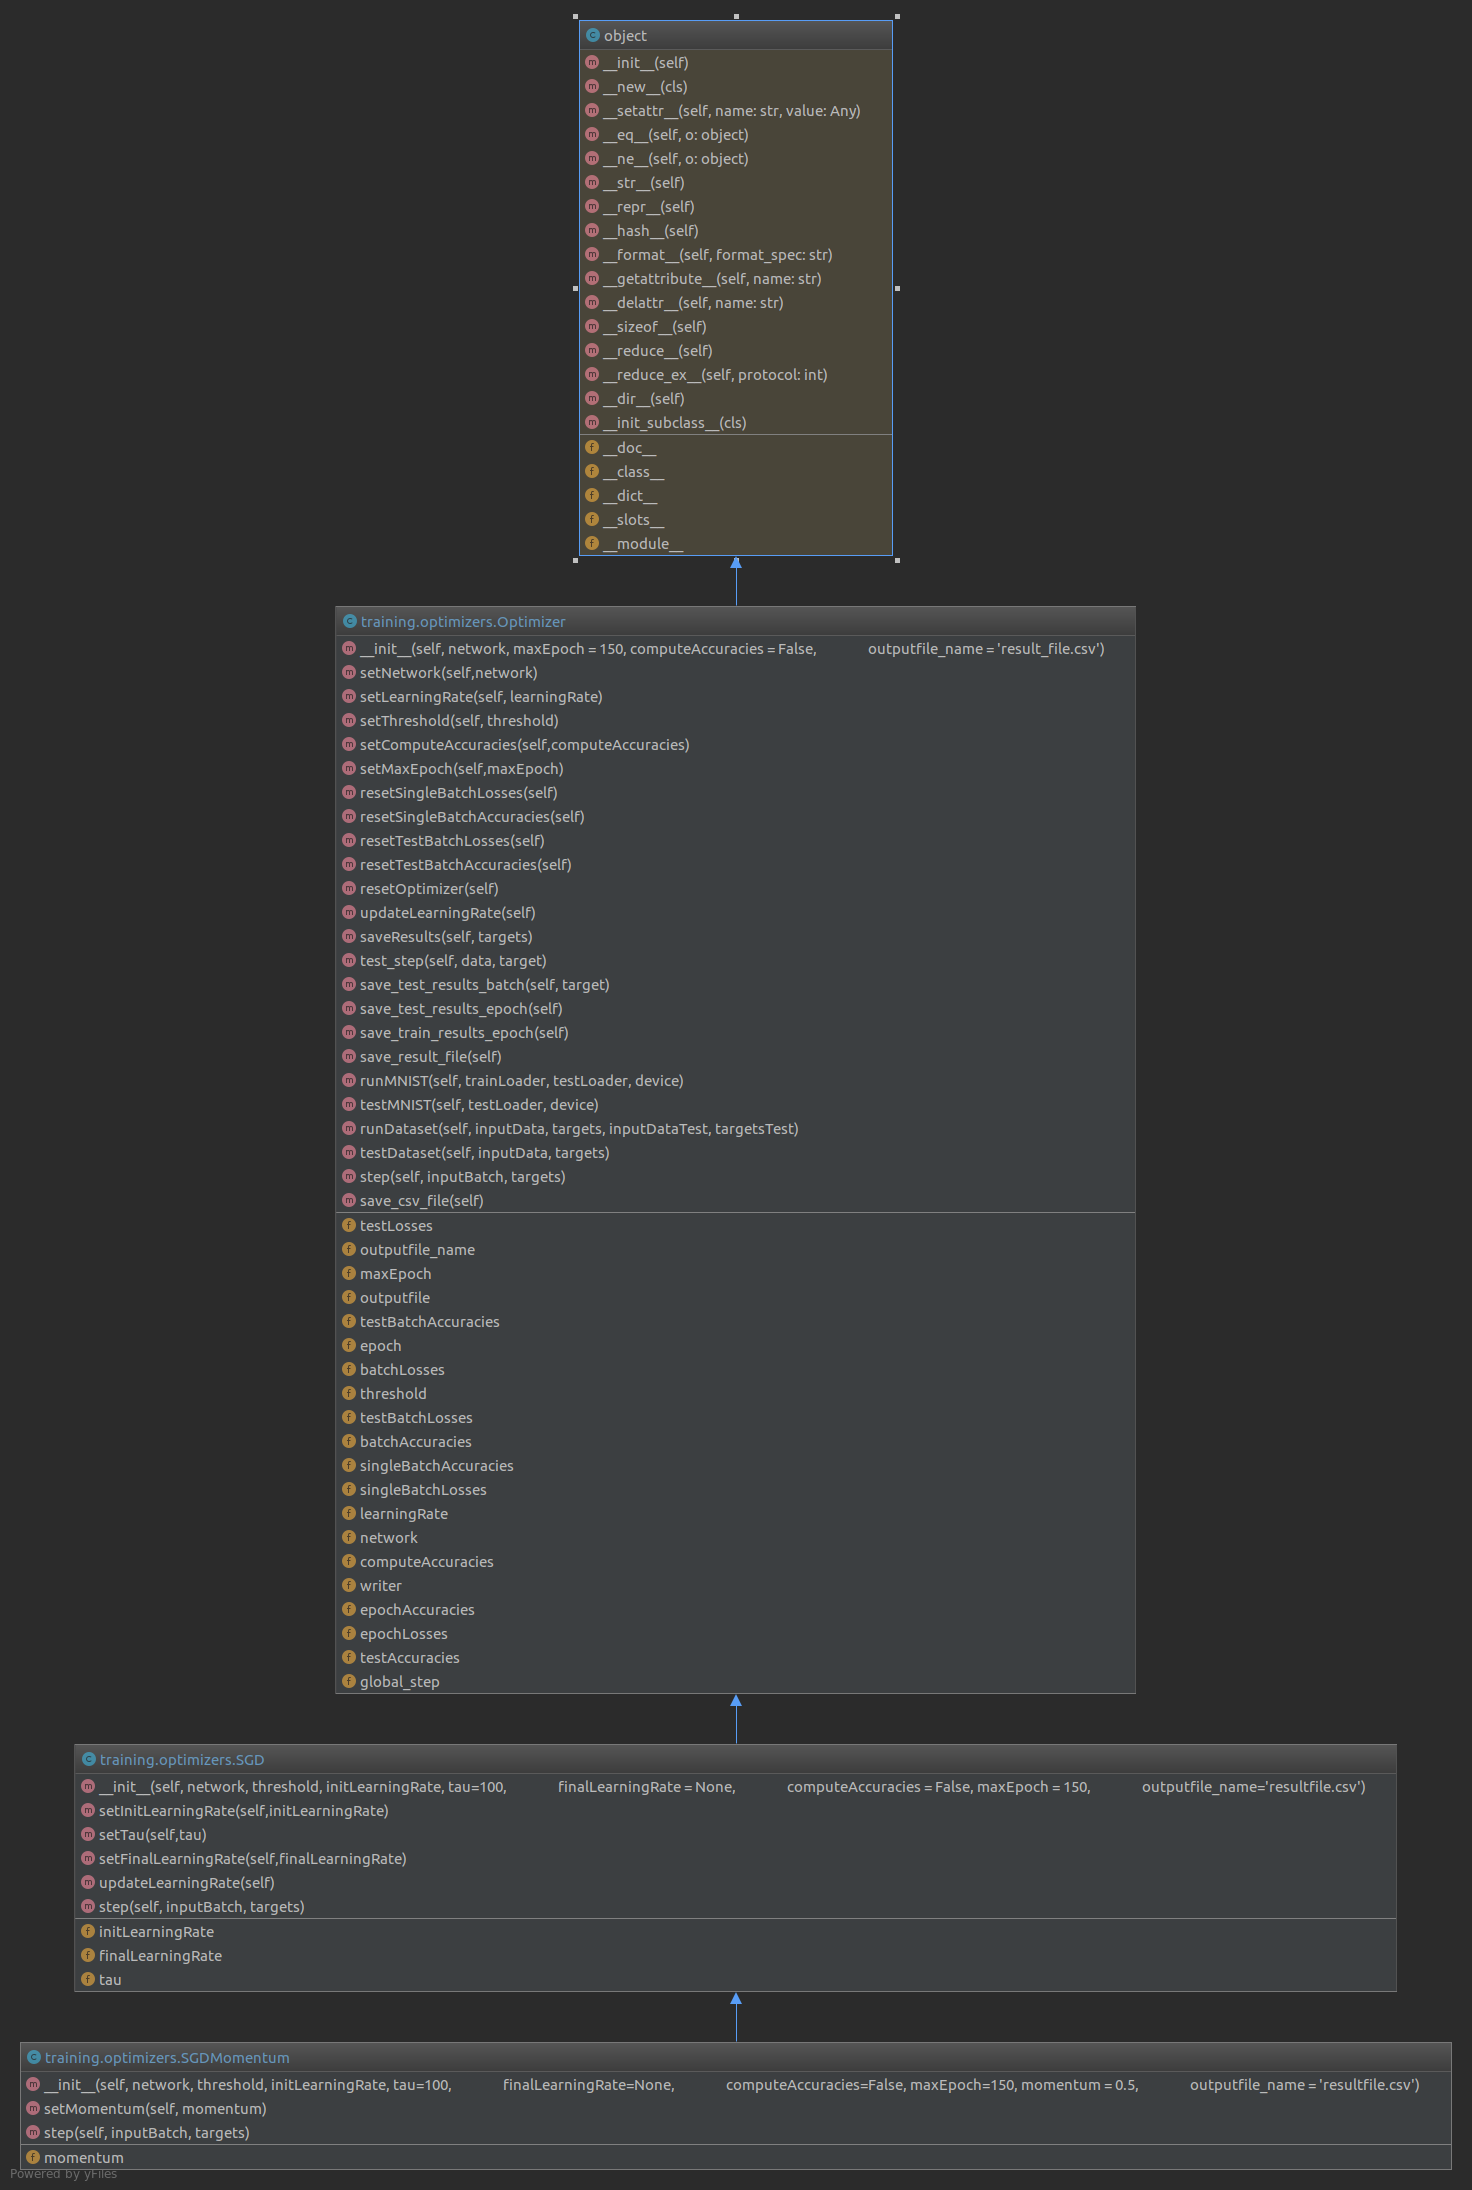 object
__init__(self)
__new__(cls)
__setattr__(self, name: str, value: Any)
__eq__(self, o: object)
__ne__(self, o: object)
__str__(self)
__repr__(self)
__hash__(self)
__format__(self, format_spec: str)
__getattribute__(self, name: str)
__delattr__(self, name: str)
__sizeof__(self)
__reduce__(self)
__reduce_ex__(self, protocol: int)
__dir__(self)
__init_subclass__(cls)
__doc__
__class__
__dict__
__slots__
__module__
training.optimizers.Optimizer
__init__(self, network, maxEpoch = 150, computeAccuracies = False, outputfile_name = 'result_file.csv')
setNetwork(self,network)
setLearningRate(self, learningRate)
setThreshold(self, threshold)
setComputeAccuracies(self,computeAccuracies)
setMaxEpoch(self,maxEpoch)
resetSingleBatchLosses(self)
resetSingleBatchAccuracies(self)
resetTestBatchLosses(self)
resetTestBatchAccuracies(self)
resetOptimizer(self)
updateLearningRate(self)
saveResults(self, targets)
test_step(self, data, target)
save_test_results_batch(self, target)
save_test_results_epoch(self)
save_train_results_epoch(self)
save_result_file(self)
runMNIST(self, trainLoader, testLoader, device)
testMNIST(self, testLoader, device)
runDataset(self, inputData, targets, inputDataTest, targetsTest)
testDataset(self, inputData, targets)
step(self, inputBatch, targets)
save_csv_file(self)
testLosses
outputfile_name
maxEpoch
outputfile
testBatchAccuracies
epoch
batchLosses
threshold
testBatchLosses
batchAccuracies
singleBatchAccuracies
singleBatchLosses
learningRate
network
computeAccuracies
writer
epochAccuracies
epochLosses
testAccuracies
global_step
training.optimizers.SGD
__init__(self, network, threshold, initLearningRate, tau=100, finalLearningRate = None, computeAccuracies = False, maxEpoch = 150, outputfile_name='resultfile.csv')
setInitLearningRate(self,initLearningRate)
setTau(self,tau)
setFinalLearningRate(self,finalLearningRate)
updateLearningRate(self)
step(self, inputBatch, targets)
initLearningRate
finalLearningRate
tau
training.optimizers.SGDMomentum
__init__(self, network, threshold, initLearningRate, tau=100, finalLearningRate=None, computeAccuracies=False, maxEpoch=150, momentum = 0.5, outputfile_name = 'resultfile.csv')
setMomentum(self, momentum)
step(self, inputBatch, targets)
momentum
Powered by yFiles